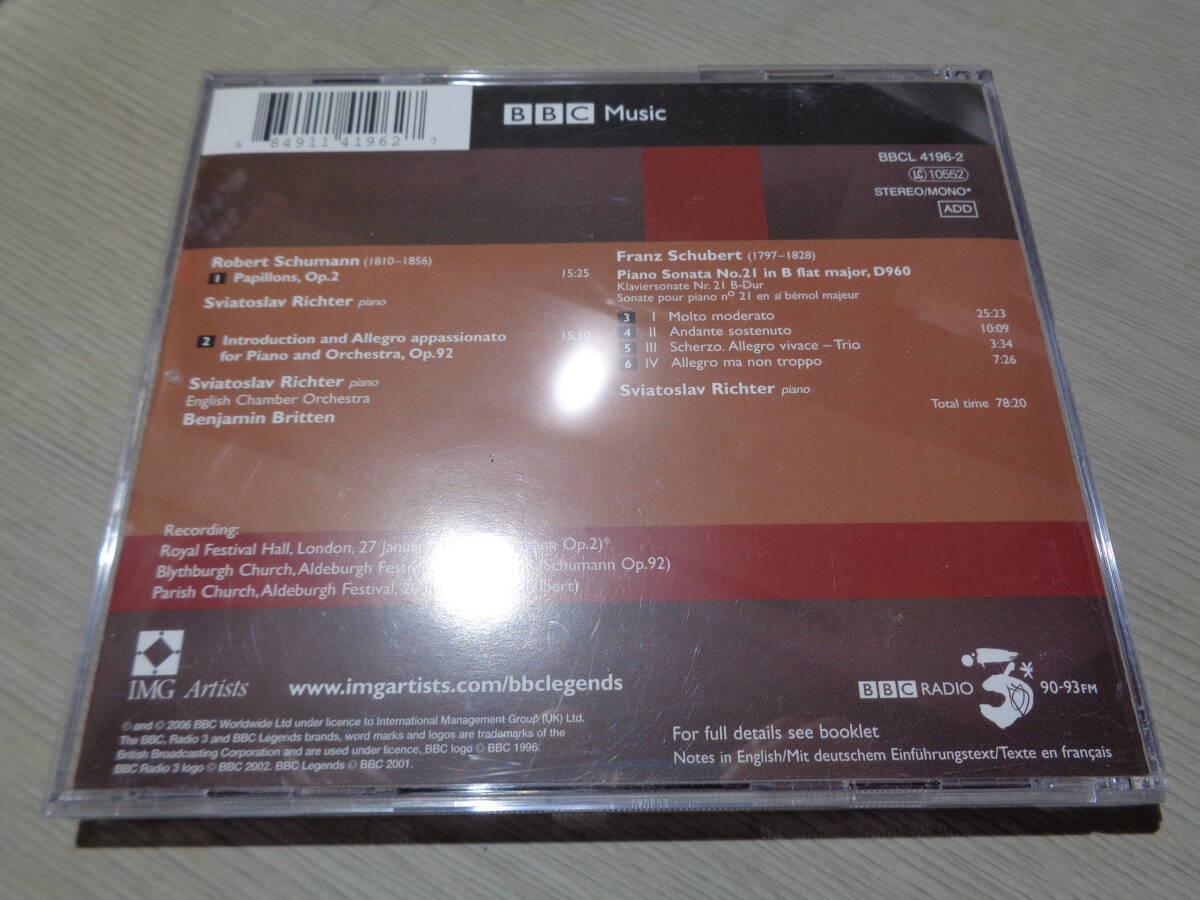 6 84911 41962 7
BBC Music
BBCL 4196-2
LC 10552
STEREO/MONO*
ADD
Robert Schumann (1810–1856)
1 Papillons, Op.2 15:25
Sviatoslav Richter piano
2 Introduction and Allegro appassionato 15:50
for Piano and Orchestra, Op.92
Sviatoslav Richter piano
English Chamber Orchestra
Benjamin Britten
Franz Schubert (1797–1828)
Piano Sonata No.21 in B flat major, D960
Klaviersonate Nr. 21 B-Dur
Sonate pour piano nº 21 en si bémol majeur
3 I Molto moderato 25:23
4 II Andante sostenuto 10:09
5 III Scherzo. Allegro vivace – Trio 3:34
6 IV Allegro ma non troppo 7:26
Sviatoslav Richter piano
Total time 78:20
Recording:
Royal Festival Hall, London, 27 Op.2)*
Blythburgh Church, Aldeburgh (Schumann Op.92)
Parish Church, Aldeburgh Festival,
IMG Artists
www.imgartists.com/bbclegends
BBC RADIO 3* 90-93FM
℗ and © 2006 BBC Worldwide Ltd under licence to International Management Group (UK) Ltd.
The BBC, Radio 3 and BBC Legends brands, word marks and logos are trademarks of the
British Broadcasting Corporation and are used under licence. BBC logo © BBC 1996.
BBC Radio 3 logo © BBC 2002. BBC Legends © BBC 2001.
For full details see booklet
Notes in English/Mit deutschem Einführungstext/Texte en français